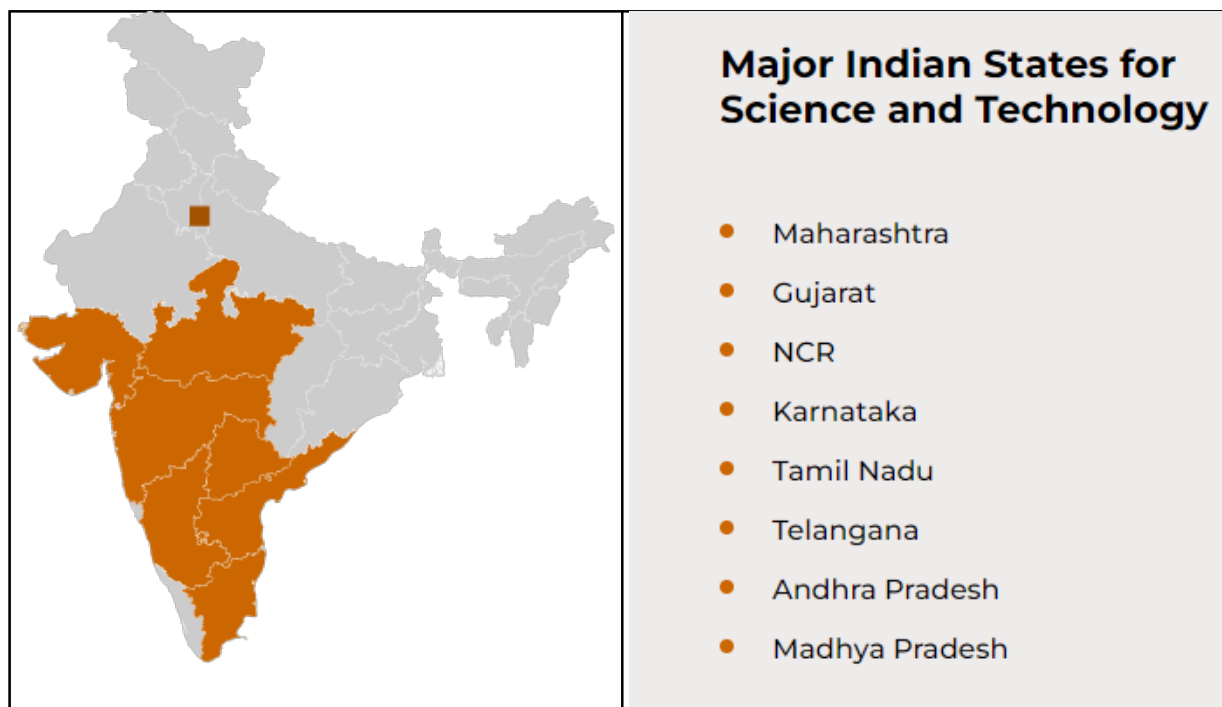 Major Indian States for
Science and Technology
Maharashtra
Gujarat
NCR
Karnataka
Tamil Nadu
Telangana
Andhra Pradesh
Madhya Pradesh